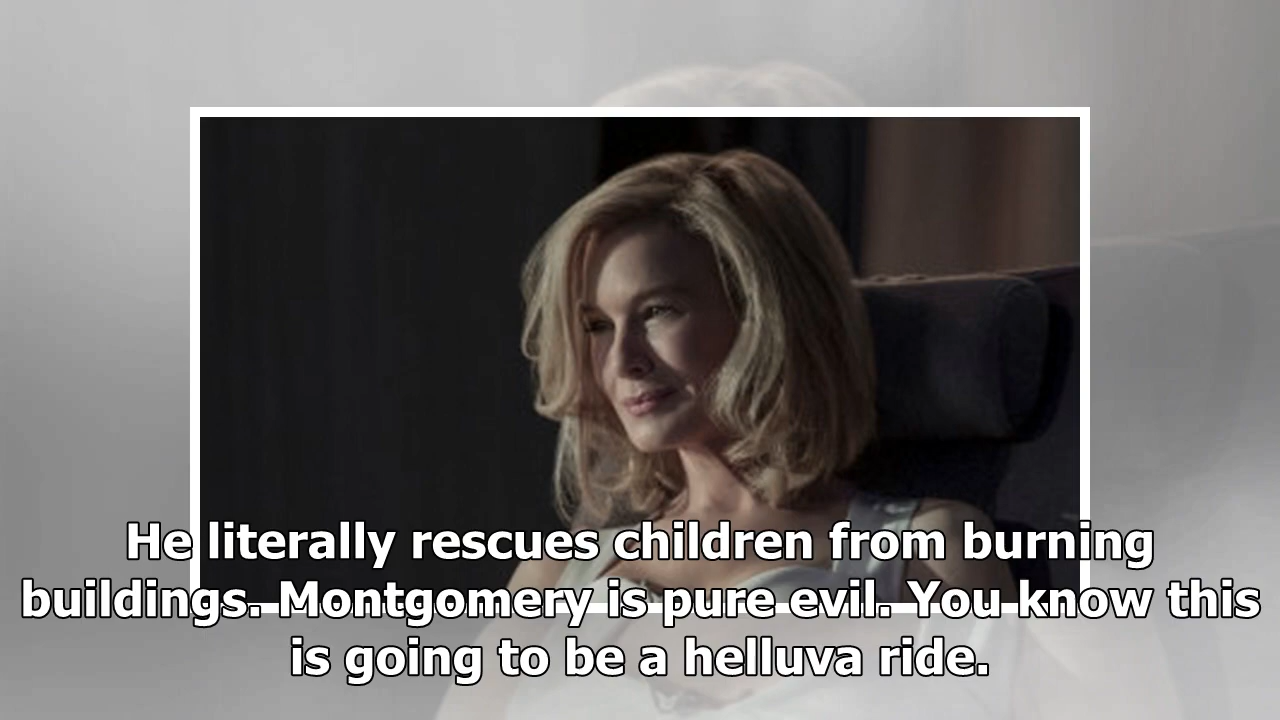 He literally rescues children from burning
buildings. Montgomery is pure evil. You know this
is going to be a helluva ride.